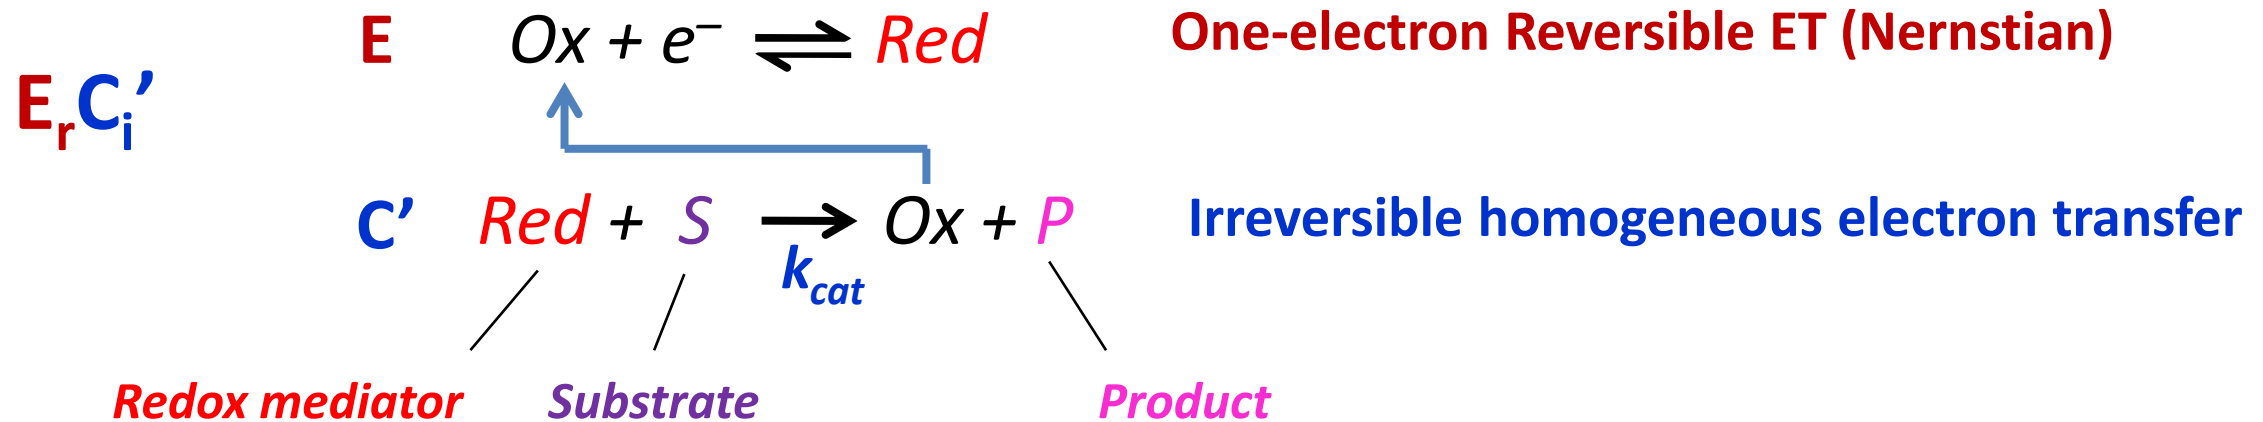 E Ox + e– ⇌ Red One-electron Reversible ET (Nernstian)
ErCi’
C’ Red + S → Ox + P Irreversible homogeneous electron transfer
kcat
Redox mediator Substrate Product